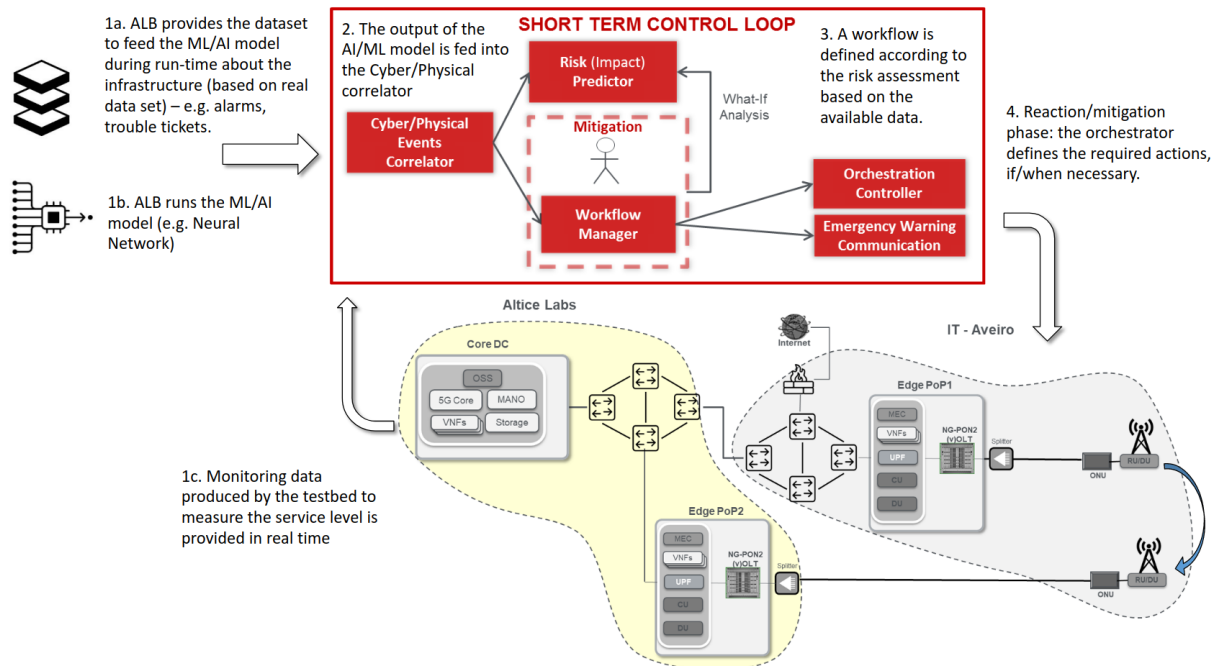 1a. ALB provides the dataset
to feed the ML/AI model
during run-time about the
infrastructure (based on real
data set) – e.g. alarms,
trouble tickets.
1b. ALB runs the ML/AI
model (e.g. Neural
Network)
SHORT TERM CONTROL LOOP
2. The output of the
AI/ML model is fed into
the Cyber/Physical
correlator
Risk (Impact)
Predictor
What-If
Analysis
Cyber/Physical
Events
Correlator
Mitigation
Workflow
Manager
3. A workflow is
defined according to
the risk assessment
based on the
available data.
Orchestration
Controller
Emergency Warning
Communication
4. Reaction/mitigation
phase: the orchestrator
defines the required actions,
if/when necessary.
Altice Labs
Core DC
OSS
5G Core
MANO
VNFs
Storage
Internet
IT - Aveiro
Edge PoP1
MEC
VNFs
UPF
CU
DU
NG-PON2
(v)OLT
Splitter
ONU
RU/DU
1c. Monitoring data
produced by the testbed to
measure the service level is
provided in real time
Edge PoP2
MEC
VNFs
UPF
CU
DU
NG-PON2
(v)OLT
Splitter
ONU
RU/DU